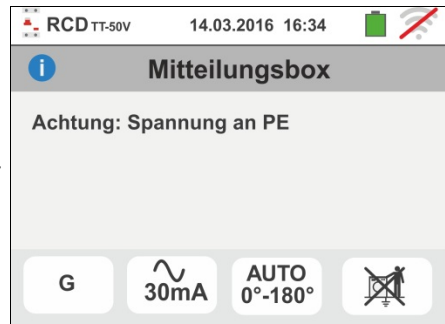 RCD TT-50V 14.03.2016 16:34
i Mitteilungsbox
Achtung: Spannung an PE
G 30mA AUTO
0°-180°